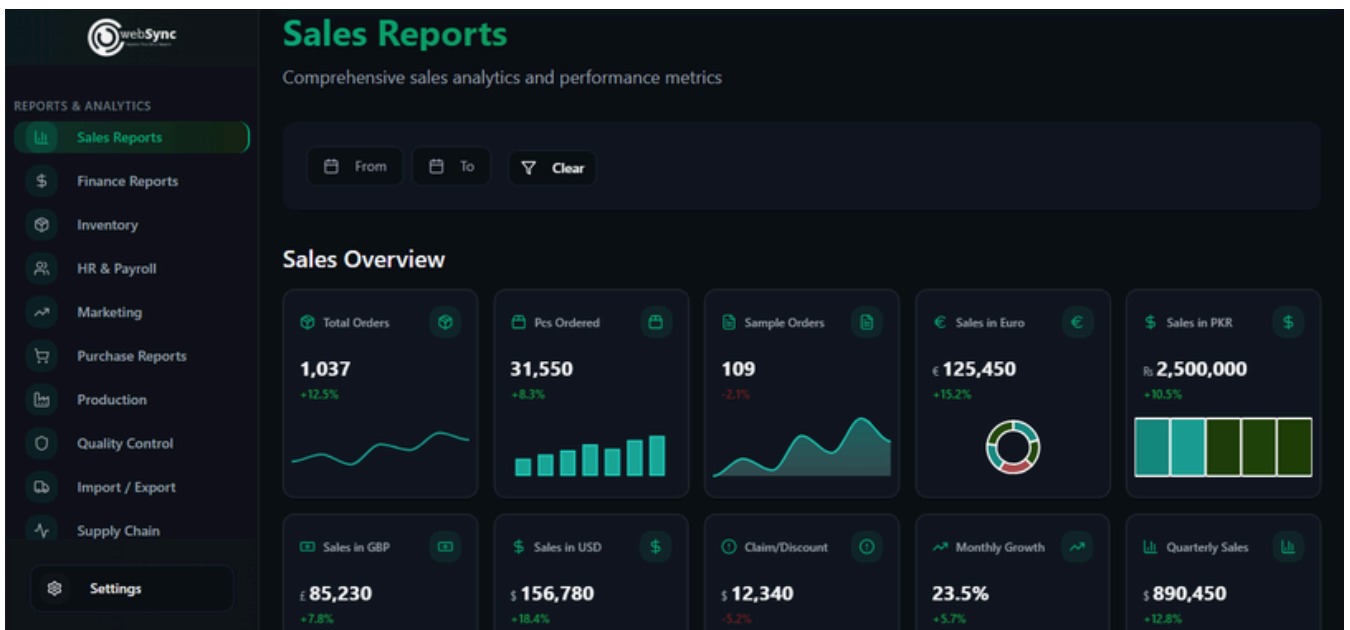 webSync
Sales Reports
Comprehensive sales analytics and performance metrics
REPORTS & ANALYTICS
Sales Reports
Finance Reports
Inventory
HR & Payroll
Marketing
Purchase Reports
Production
Quality Control
Import / Export
Supply Chain
Settings
From To Clear
Sales Overview
Total Orders
1,037
+12.5%
Pcs Ordered
31,550
+8.3%
Sample Orders
109
-2.1%
Sales in Euro
€ 125,450
+15.2%
Sales in PKR
₨ 2,500,000
+10.5%
Sales in GBP
£ 85,230
+7.8%
Sales in USD
$ 156,780
+18.4%
Claim/Discount
$ 12,340
-5.2%
Monthly Growth
23.5%
+5.7%
Quarterly Sales
$ 890,450
+12.8%